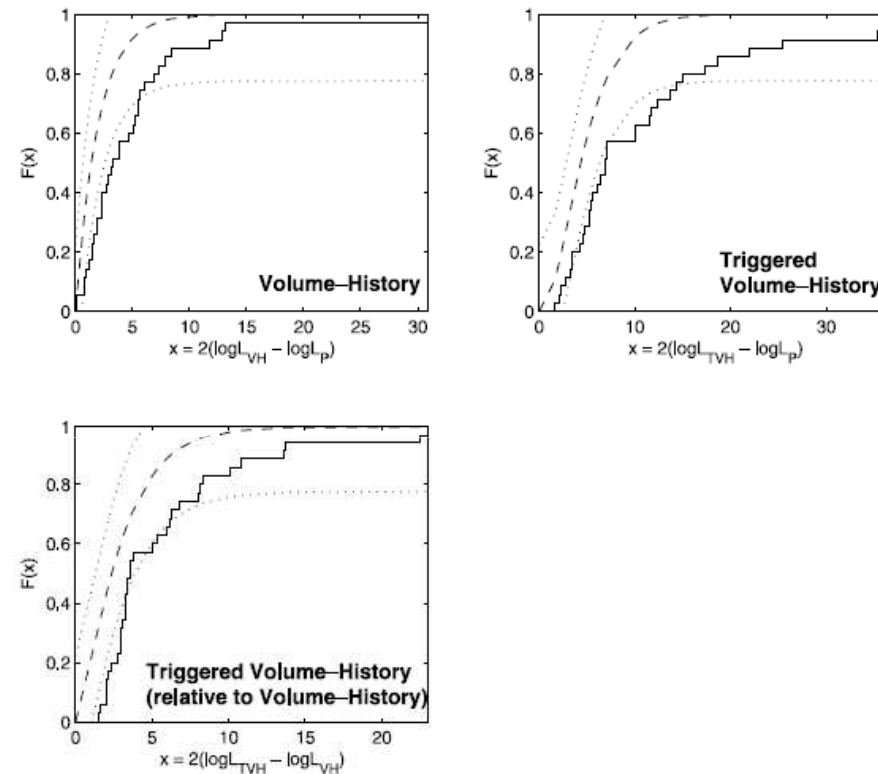 1
0.8
0.6
0.4
0.2
0
F(x)
Volume–History
0 5 10 15 20 25 30
x = 2(logL_VH – logL_P)
1
0.8
0.6
0.4
0.2
0
F(x)
Triggered
Volume–History
0 10 20 30
x = 2(logL_TVH – logL_P)
1
0.8
0.6
0.4
0.2
0
F(x)
Triggered Volume–History
(relative to Volume–History)
0 5 10 15 20
x = 2(logL_TVH – logL_VH)